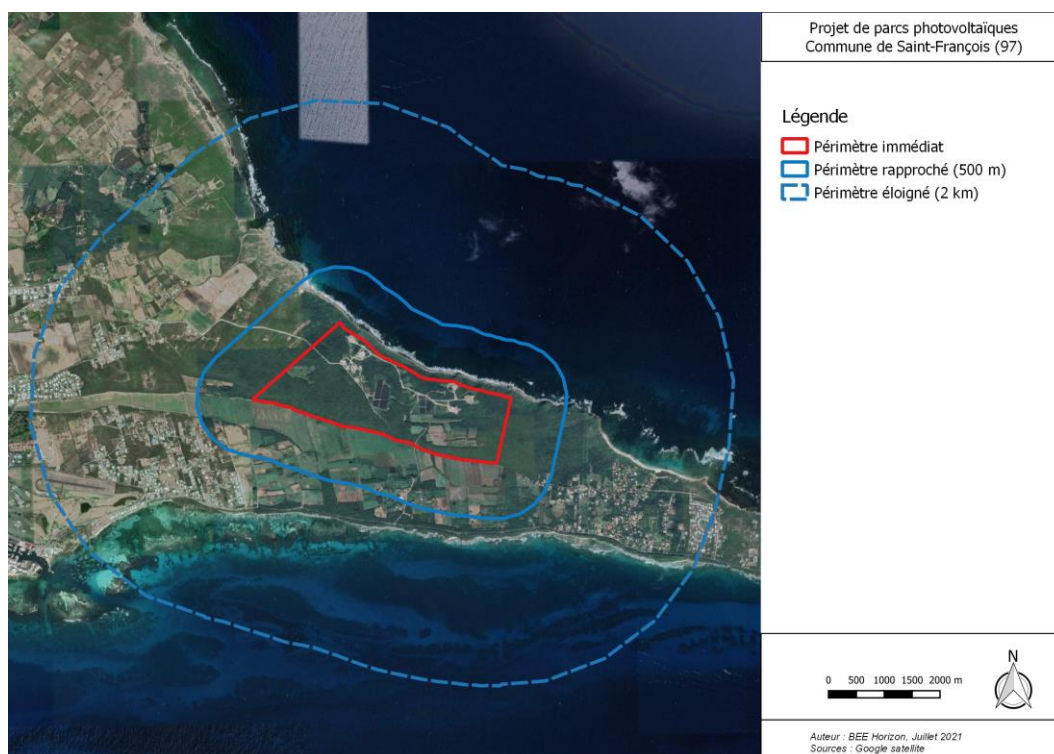 Projet de parcs photovoltaïques
Commune de Saint-François (97)
Légende
Périmètre immédiat
Périmètre rapproché (500 m)
Périmètre éloigné (2 km)
N
0 500 1000 1500 2000 m
Auteur : BEE Horizon, Juillet 2021
Sources : Google satellite